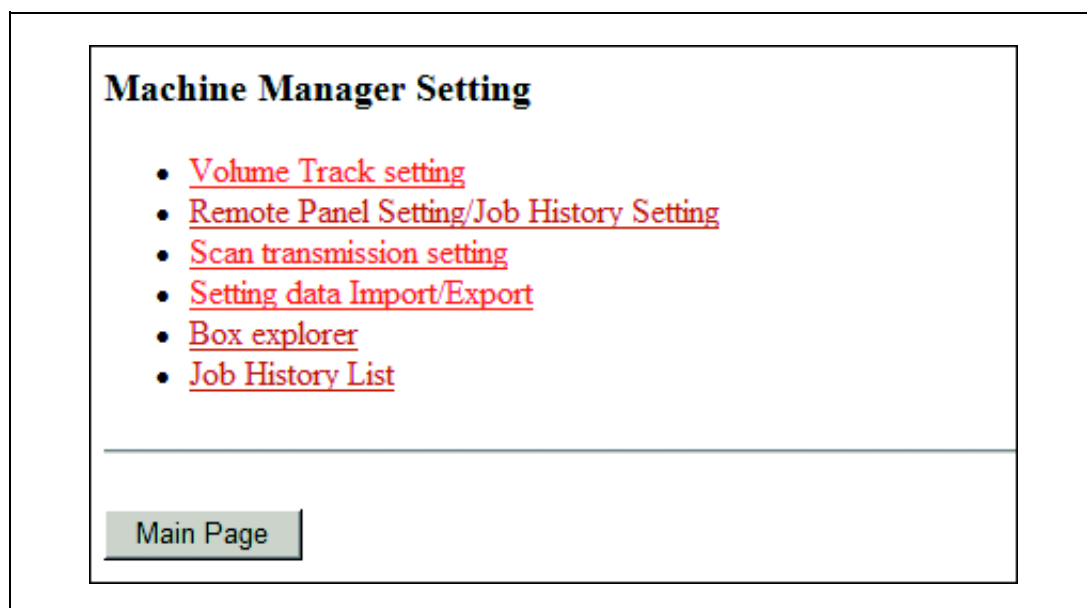 Machine Manager Setting
Volume Track setting
Remote Panel Setting/Job History Setting
Scan transmission setting
Setting data Import/Export
Box explorer
Job History List
Main Page